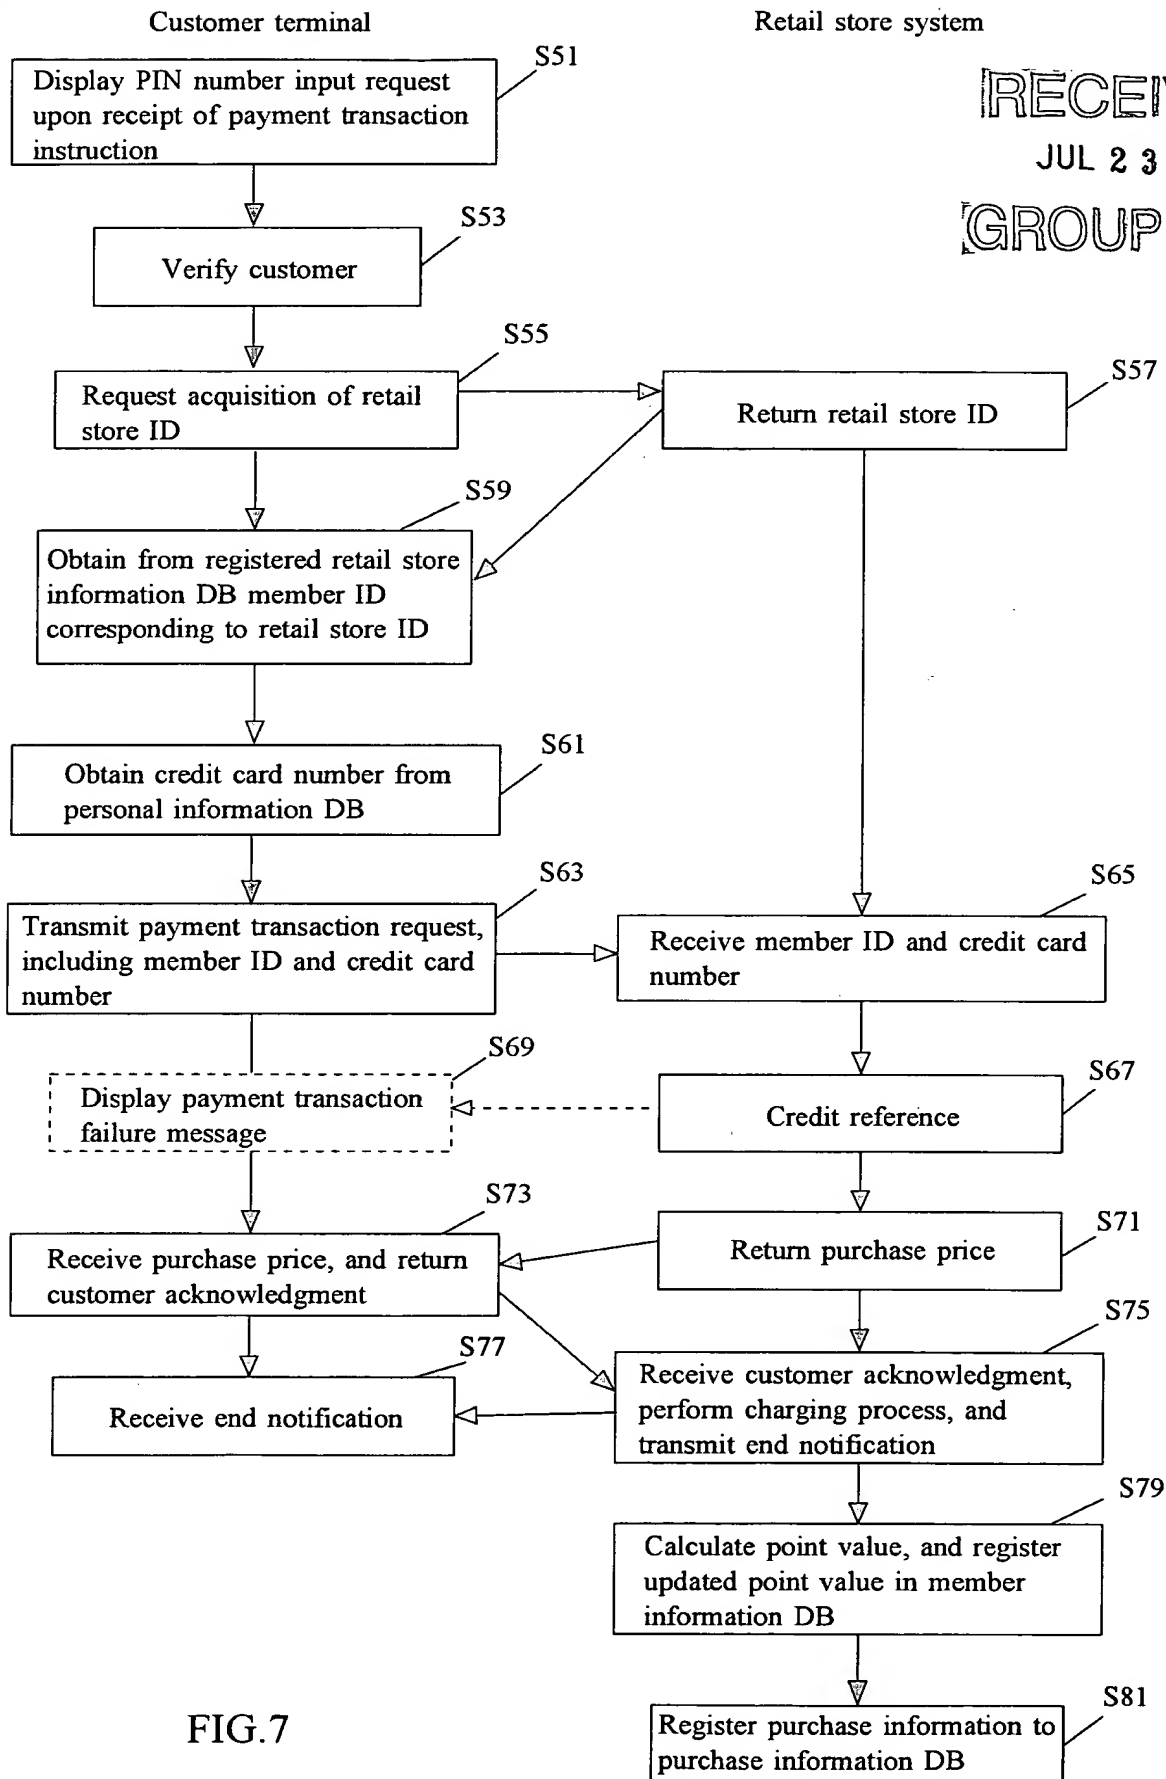 Customer terminal
Retail store system
S51
Display PIN number input request
upon receipt of payment transaction
instruction
JUL 23
GROUP
S53
Verify customer
S55
Request acquisition of retail
store ID
S57
Return retail store ID
S59
Obtain from registered retail store
information DB member ID
corresponding to retail store ID
S61
Obtain credit card number from
personal information DB
S63
Transmit payment transaction request,
including member ID and credit card
number
S65
Receive member ID and credit card
number
S69
Display payment transaction
failure message
S67
Credit reference
S73
Receive purchase price, and return
customer acknowledgment
S71
Return purchase price
S77
Receive end notification
S75
Receive customer acknowledgment,
perform charging process, and
transmit end notification
S79
Calculate point value, and register
updated point value in member
information DB
S81
Register purchase information to
purchase information DB
FIG.7